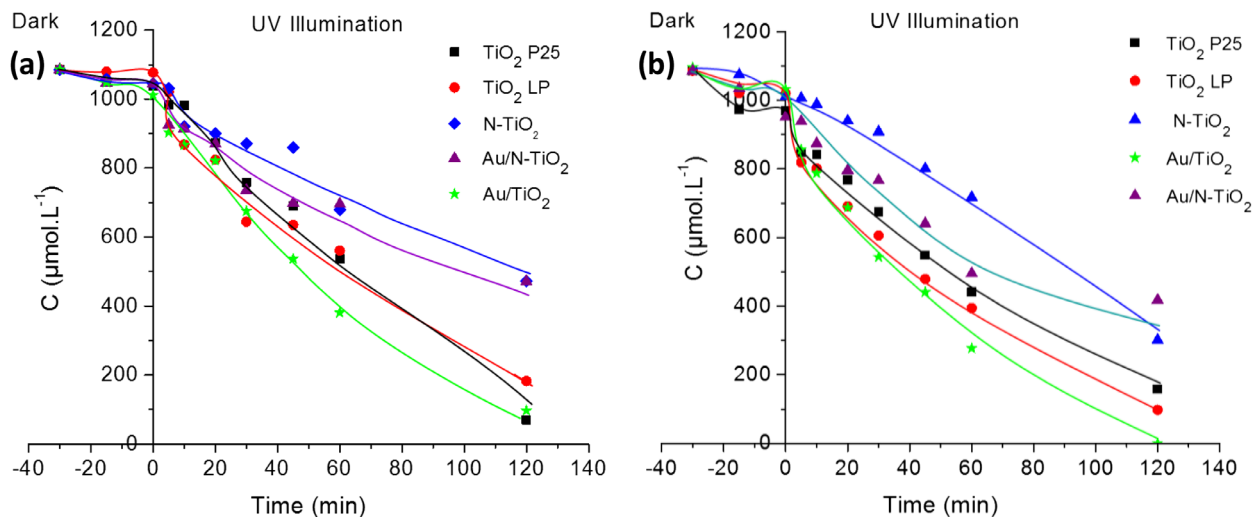 Dark
UV Illumination
(a)
1200
1000
800
600
400
200
0
C (µmol.L⁻¹)
-40
-20
0
20
40
60
80
100
120
140
Time (min)
TiO₂ P25
TiO₂ LP
N-TiO₂
Au/N-TiO₂
Au/TiO₂
Dark
UV Illumination
(b)
1200
800
600
400
200
0
C (µmol.L⁻¹)
-40
-20
0
20
40
60
80
100
120
140
Time (min)
TiO₂ P25
TiO₂ LP
N-TiO₂
Au/TiO₂
Au/N-TiO₂